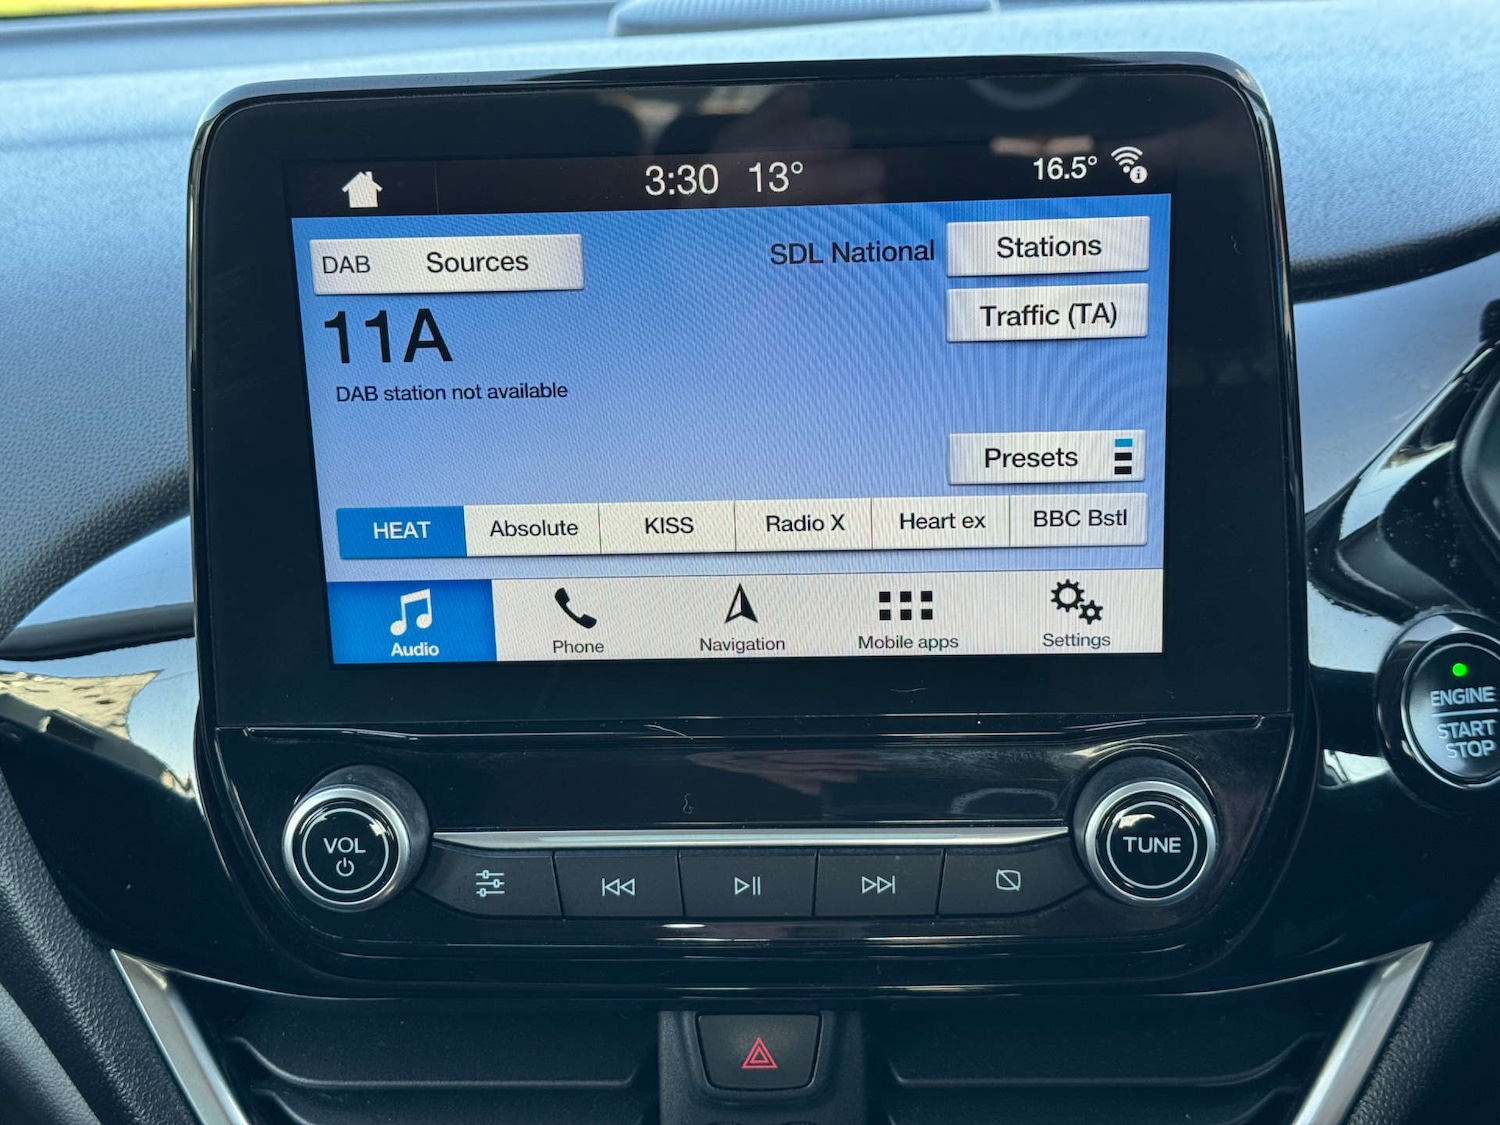 3:30 13° 16.5°
DAB Sources
SDL National
Stations
11A
Traffic (TA)
DAB station not available
Presets
HEAT Absolute KISS Radio X Heart ex BBC Bstl
Audio Phone Navigation Mobile apps Settings
ENGINE
START
STOP
VOL
TUNE